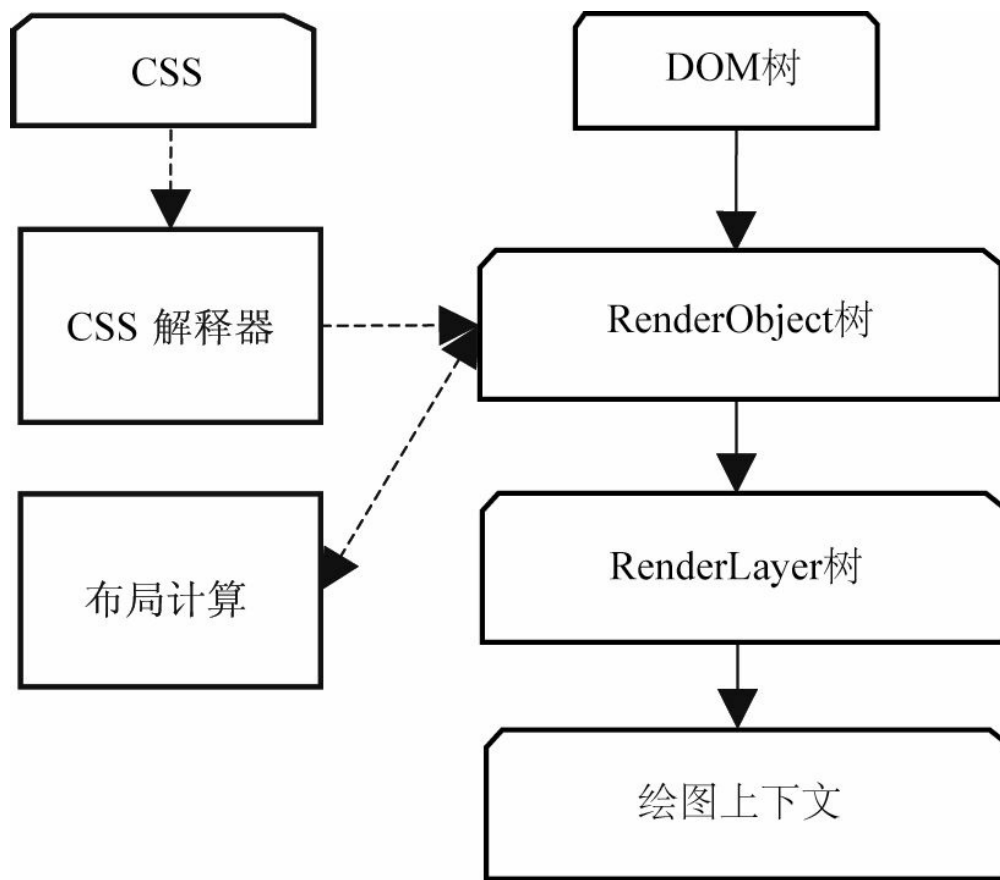 CSS
DOM树
CSS 解释器
RenderObject树
布局计算
RenderLayer树
绘图上下文